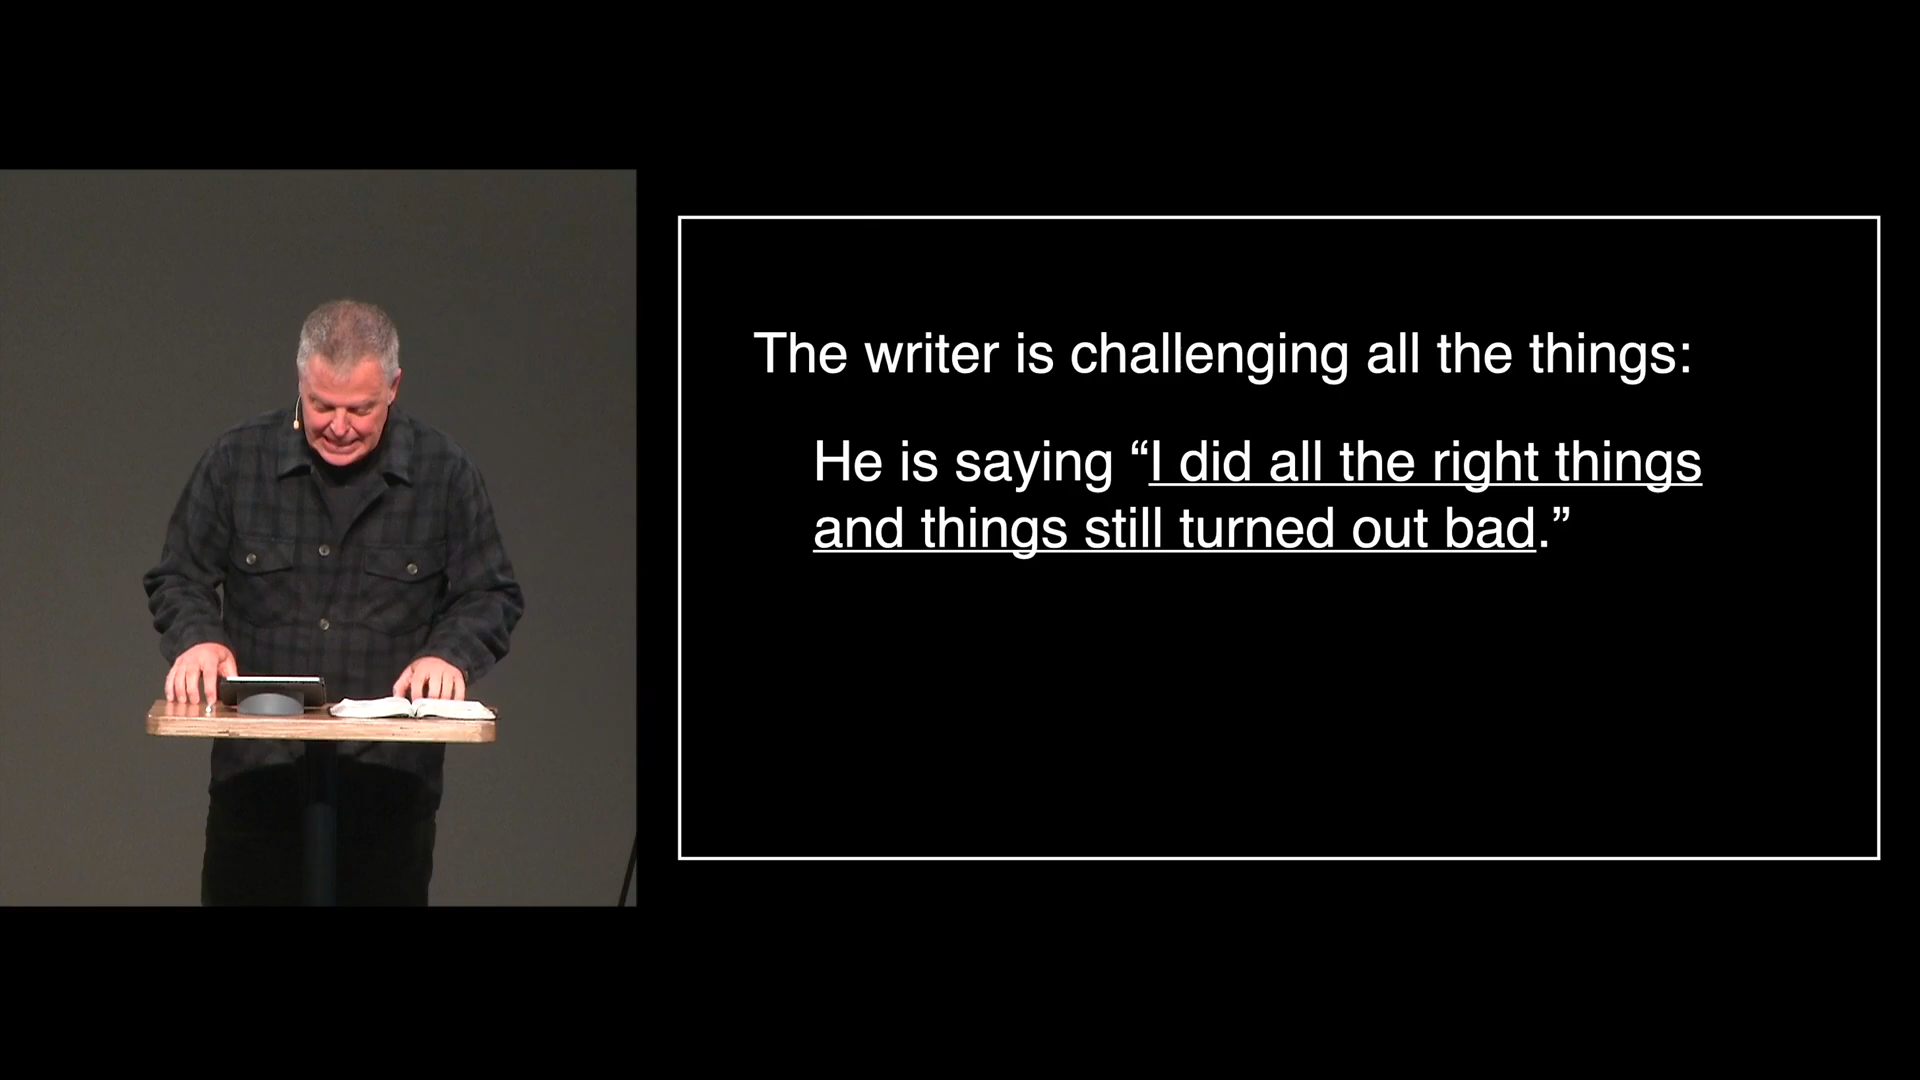 The writer is challenging all the things:
He is saying “I did all the right things
and things still turned out bad.”